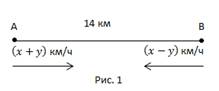 A 14 км B
(x + y) км/ч (x − y) км/ч
Рис. 1